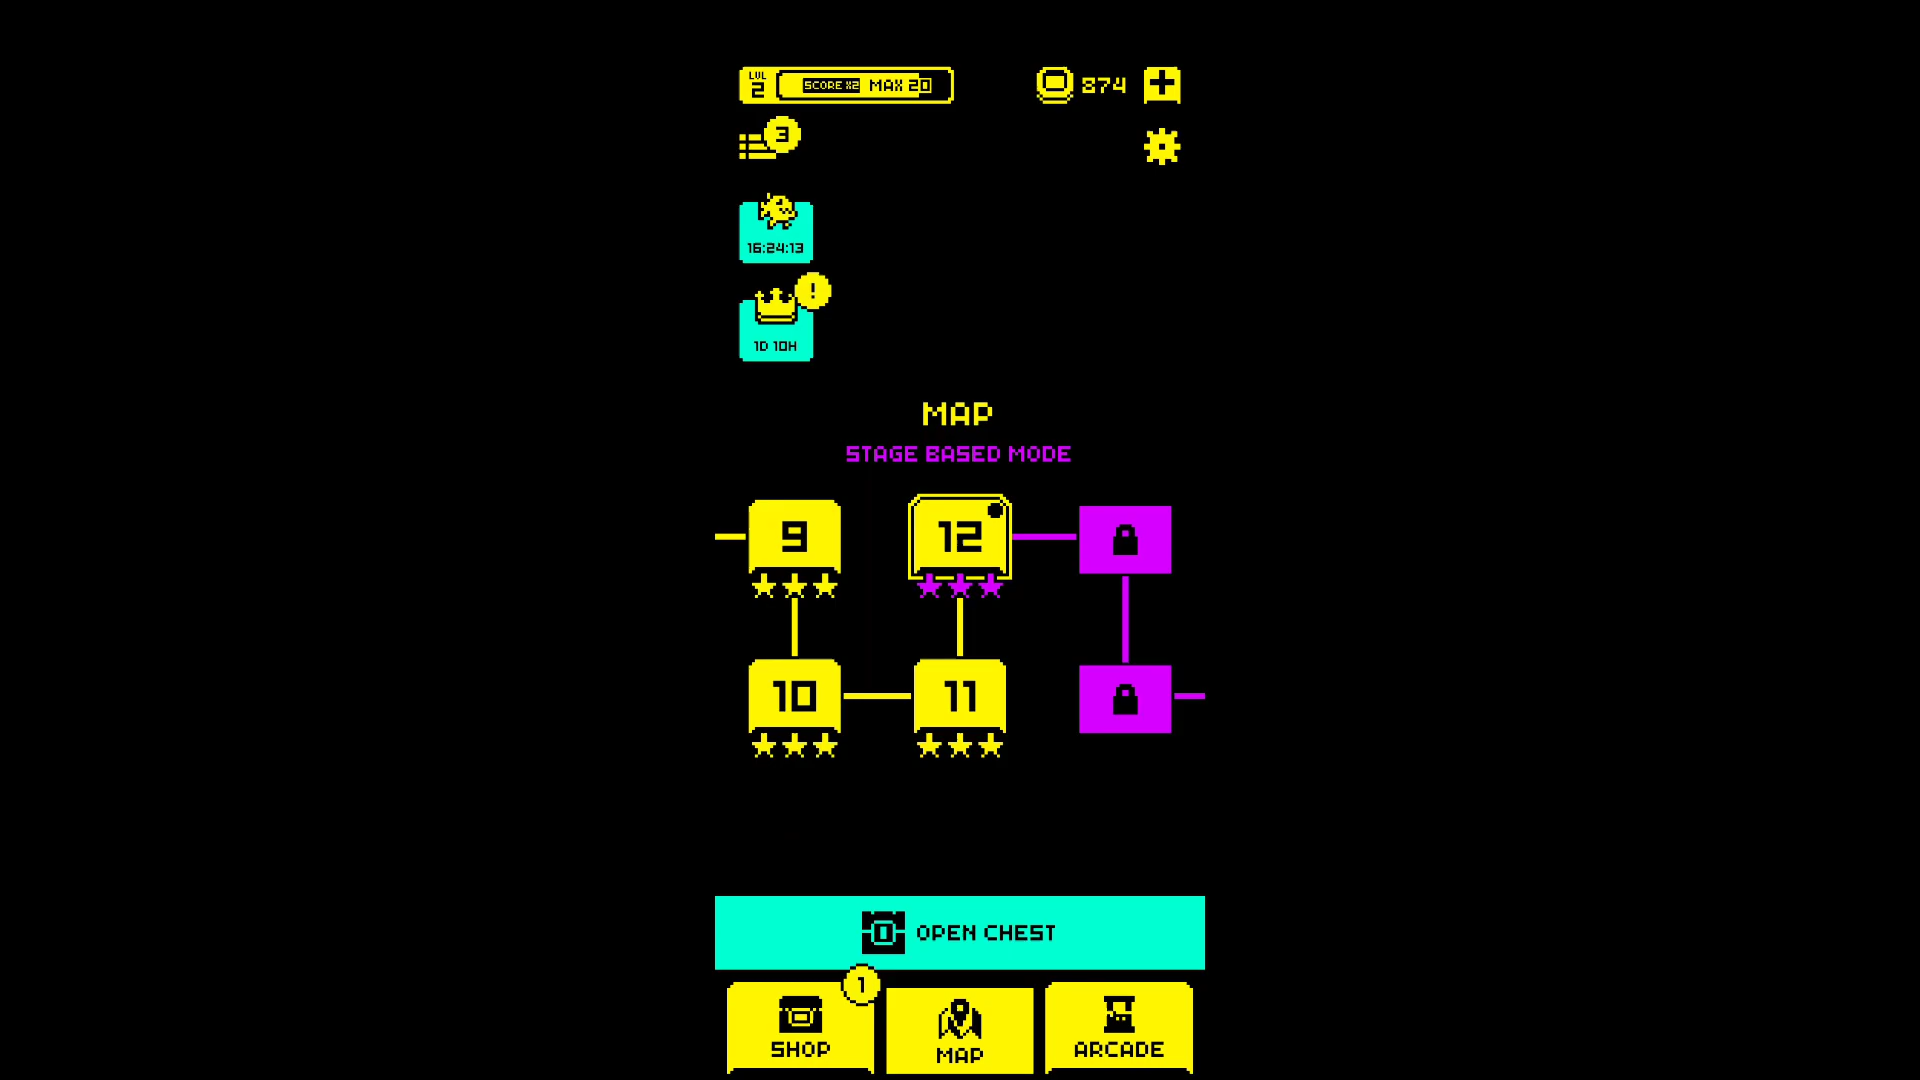 LVL
2
SCORE X2 MAX 20
874
3
16:24:13
!
1D 10H
MAP
STAGE BASED MODE
9
12
10
11
OPEN CHEST
1
SHOP
MAP
ARCADE